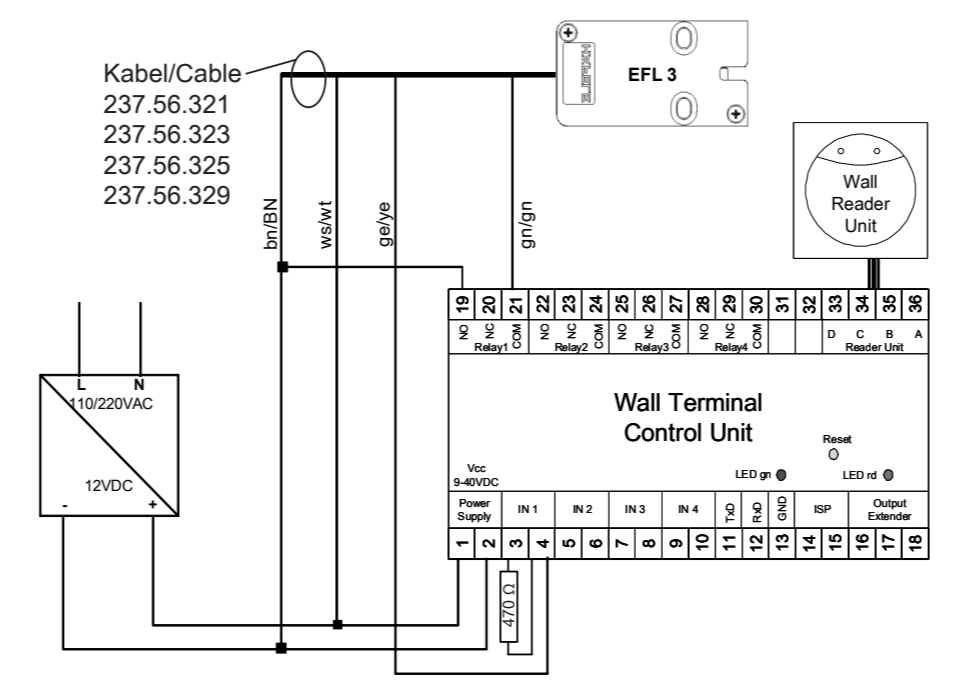 Kabel/Cable
237.56.321
237.56.323
237.56.325
237.56.329
HÄFELE
EFL 3
Wall
Reader
Unit
bn/BN
ws/wt
ge/ye
gn/gn
19 20 21 22 23 24 25 26 27 28 29 30 31 32 33 34 35 36
NO NC COM NO NC COM NO NC COM NO NC COM D C B A
Relay1 Relay2 Relay3 Relay4 Reader Unit
L N
110/220VAC
12VDC
- +
Wall Terminal
Control Unit
Reset
Vcc
9-40VDC
LED gn LED rd
Power
Supply
IN 1 IN 2 IN 3 IN 4 TxD RxD GND ISP
Output
Extender
1 2 3 4 5 6 7 8 9 10 11 12 13 14 15 16 17 18
470 Ω